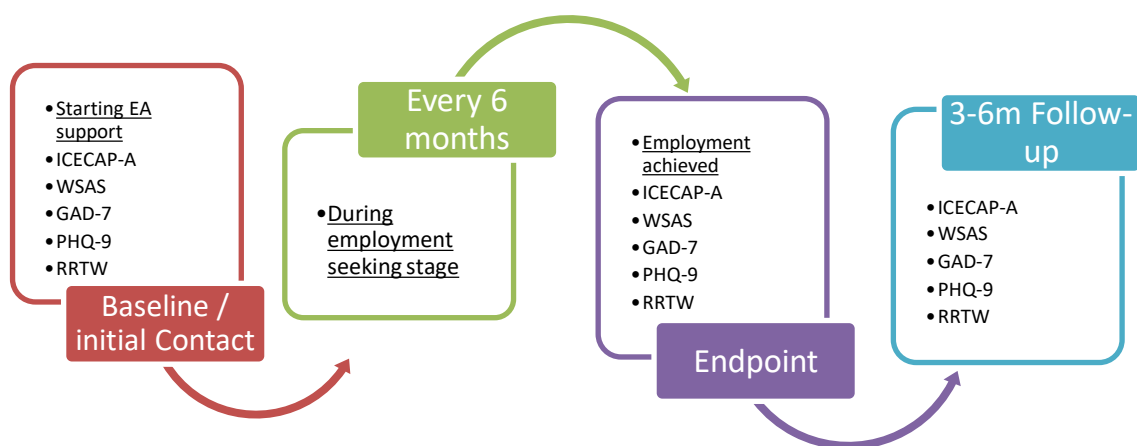 •Starting EA
support
•ICECAP-A
•WSAS
•GAD-7
•PHQ-9
•RRTW
Baseline /
initial Contact
Every 6
months
•During
employment
seeking stage
•Employment
achieved
•ICECAP-A
•WSAS
•GAD-7
•PHQ-9
•RRTW
Endpoint
3-6m Follow-
up
•ICECAP-A
•WSAS
•GAD-7
•PHQ-9
•RRTW